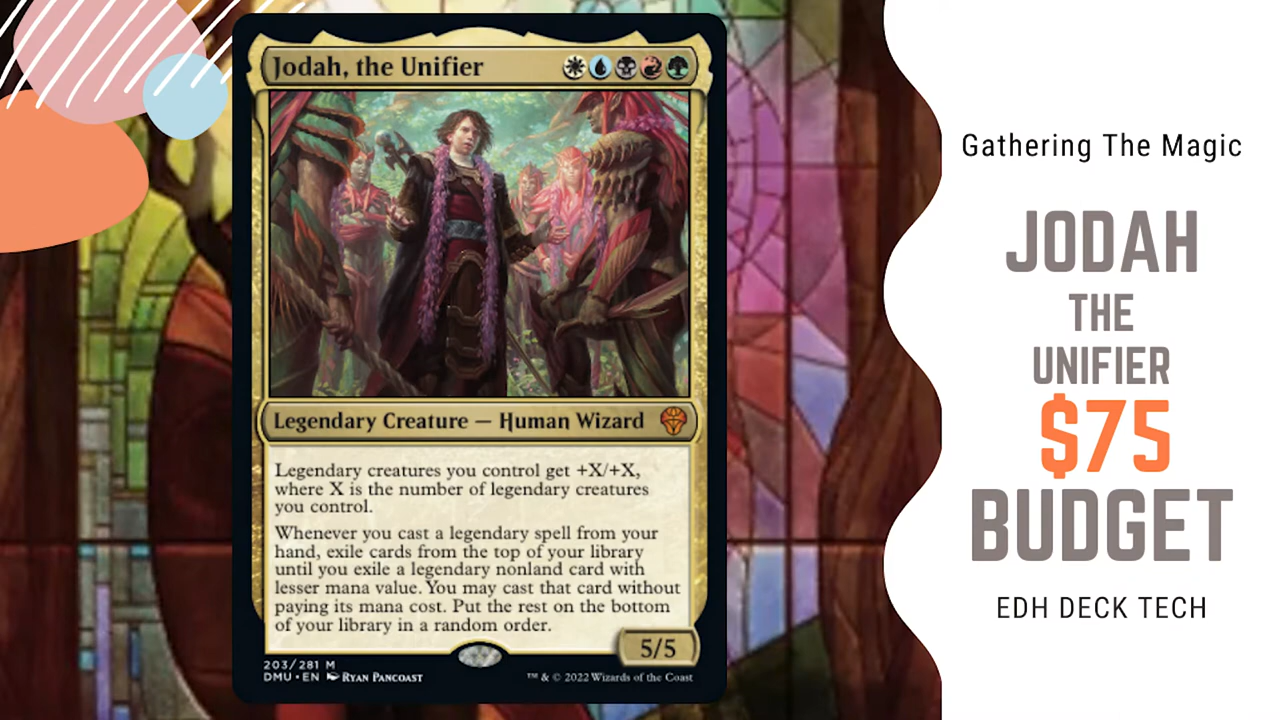 Jodah, the Unifier
Legendary Creature — Human Wizard
Legendary creatures you control get +X/+X,
where X is the number of legendary creatures
you control.
Whenever you cast a legendary spell from your
hand, exile cards from the top of your library
until you exile a legendary nonland card with
lesser mana value. You may cast that card without
paying its mana cost. Put the rest on the bottom
of your library in a random order.
5/5
203/281 M
DMU • EN RYAN PANCOAST
™ & © 2022 Wizards of the Coast
Gathering The Magic
JODAH
THE
UNIFIER
$75
BUDGET
EDH DECK TECH